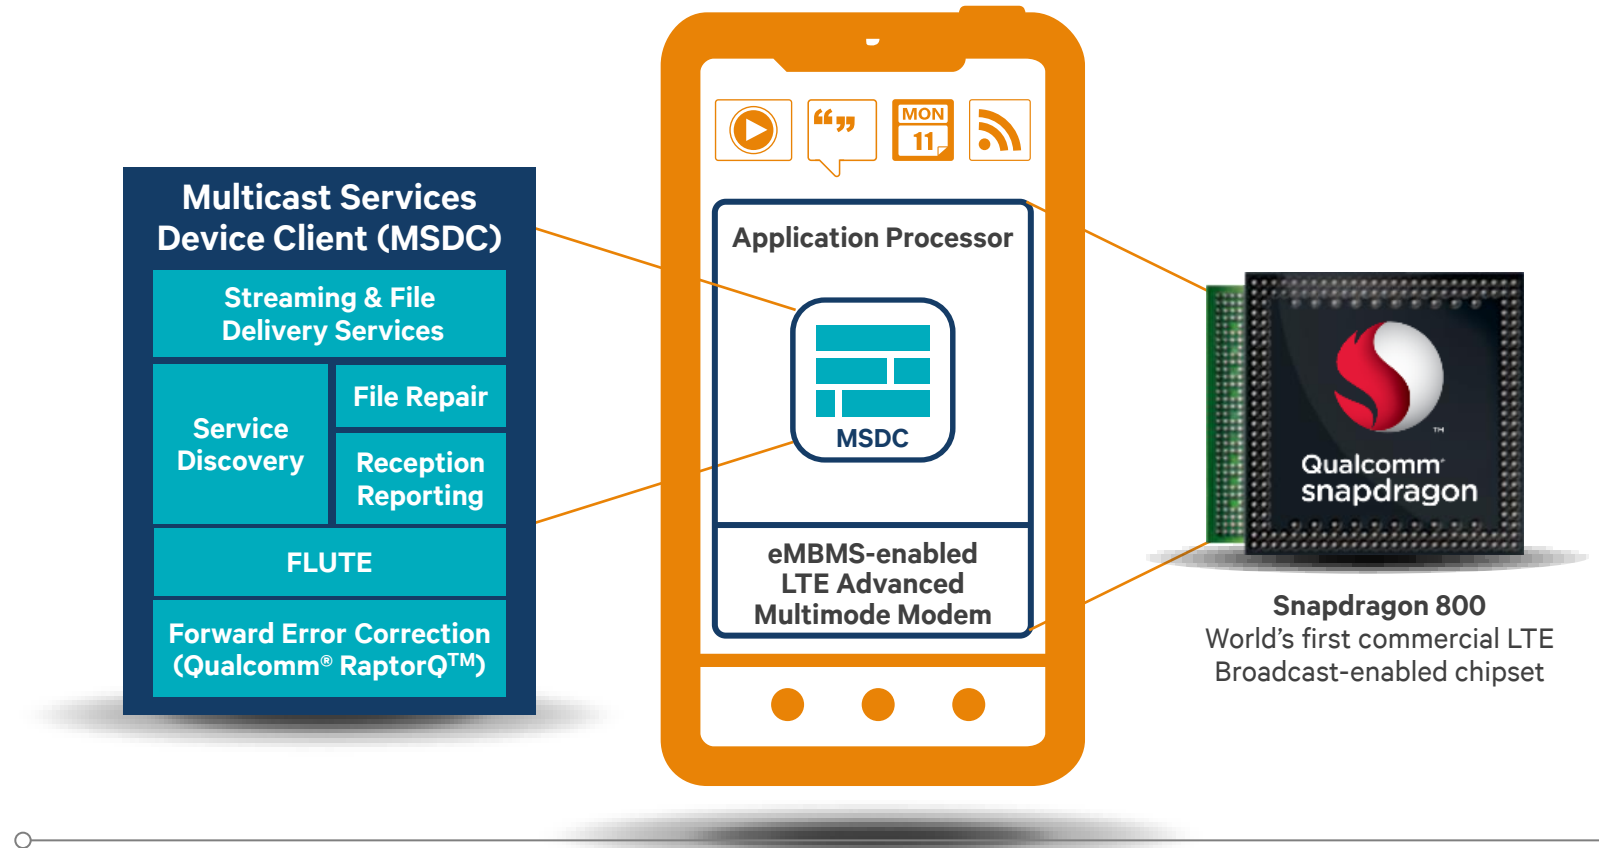 Multicast Services
Device Client (MSDC)
Streaming & File
Delivery Services
Service
Discovery
File Repair
Reception
Reporting
FLUTE
Forward Error Correction
(Qualcomm® RaptorQ™)
“ ”
MON
11
Application Processor
MSDC
eMBMS-enabled
LTE Advanced
Multimode Modem
™
Qualcomm
snapdragon
Snapdragon 800
World’s first commercial LTE
Broadcast-enabled chipset